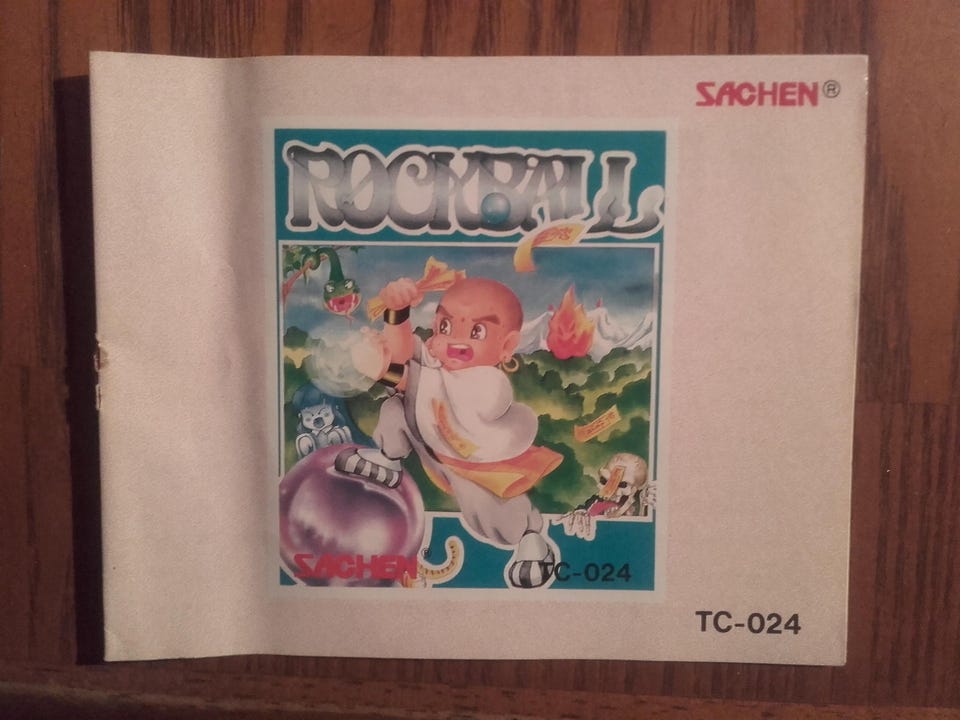 SACHEN®
ROCKBALL
SACHEN®
TC-024
TC-024